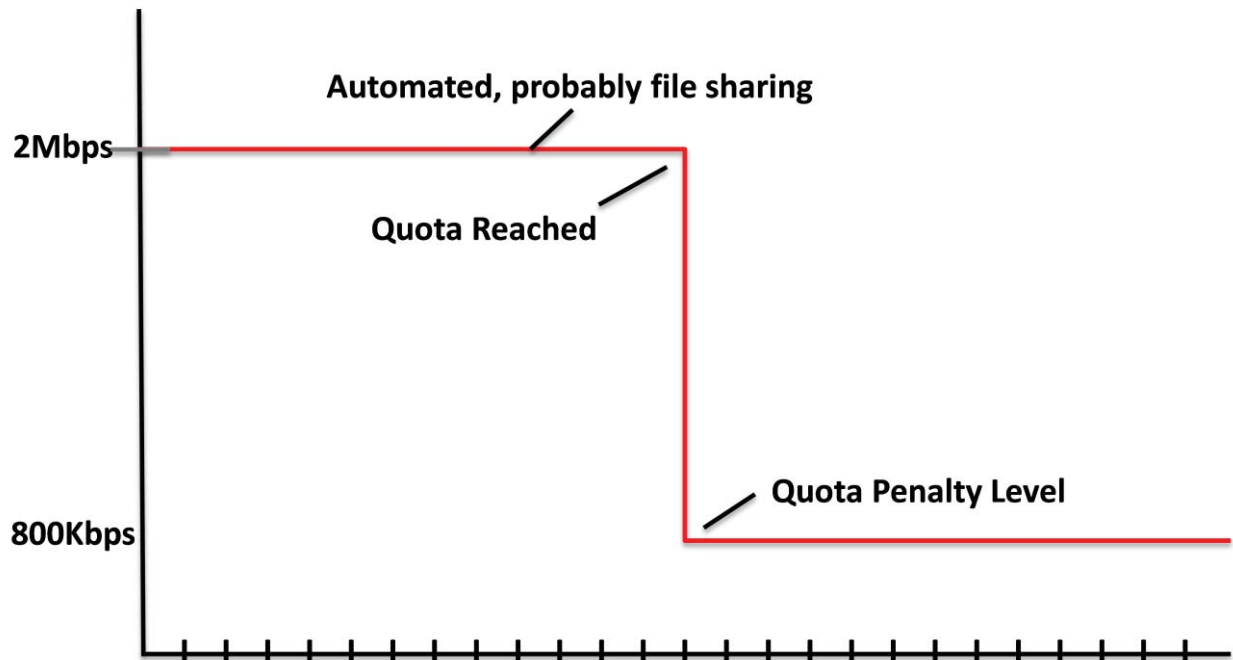 Automated, probably file sharing
2Mbps
Quota Reached
Quota Penalty Level
800Kbps